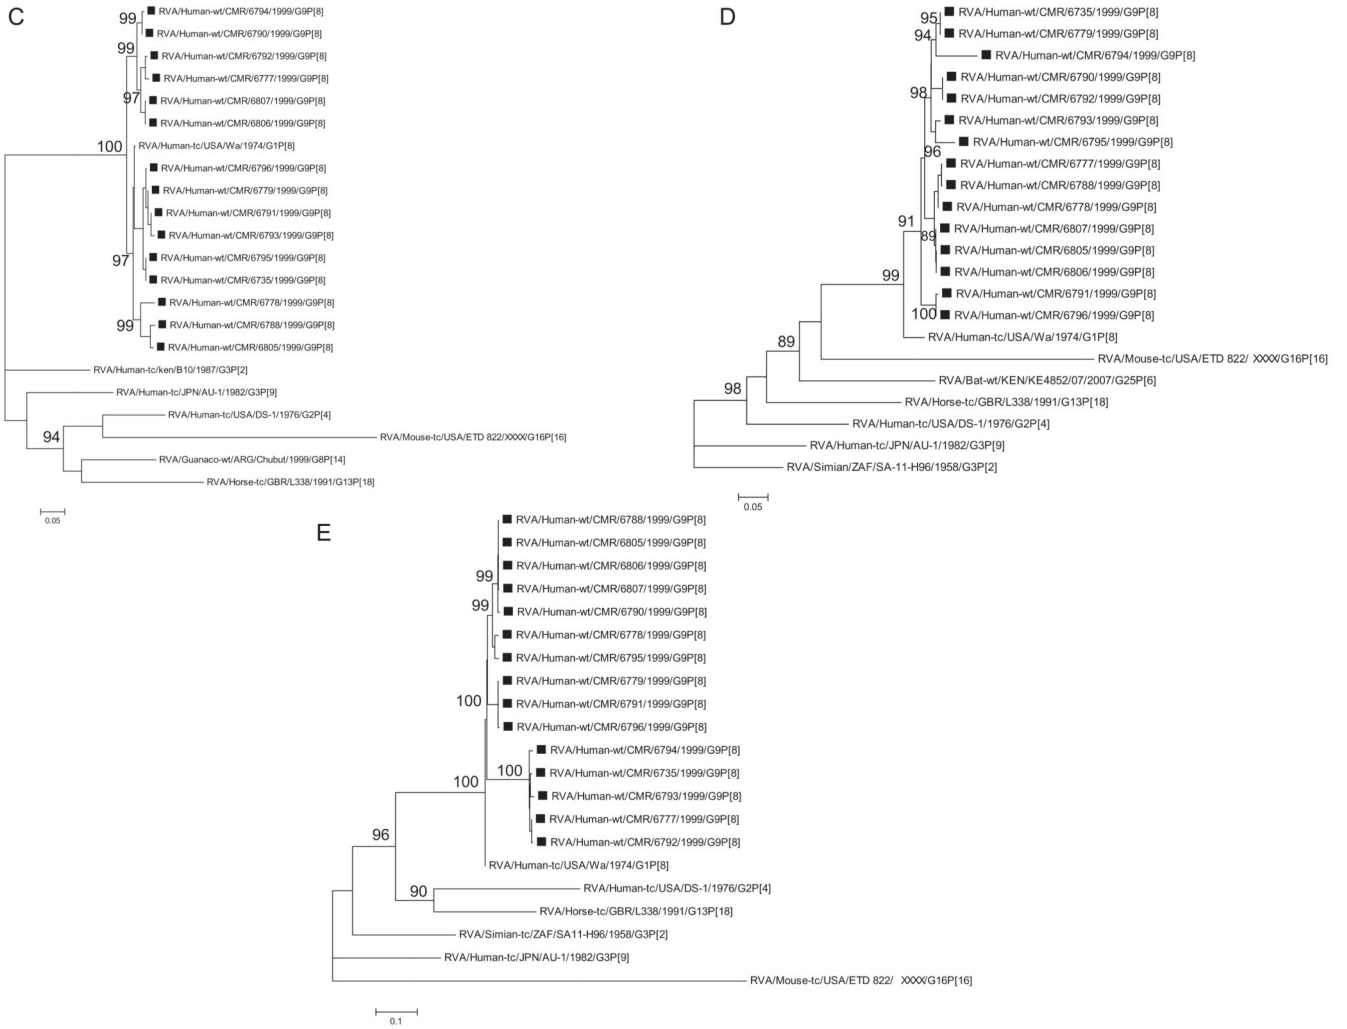 C
99
RVA/Human-wt/CMR/6794/1999/G9P[8]
RVA/Human-wt/CMR/6790/1999/G9P[8]
99
RVA/Human-wt/CMR/6792/1999/G9P[8]
RVA/Human-wt/CMR/6777/1999/G9P[8]
97
RVA/Human-wt/CMR/6807/1999/G9P[8]
RVA/Human-wt/CMR/6806/1999/G9P[8]
100
RVA/Human-tc/USA/Wa/1974/G1P[8]
RVA/Human-wt/CMR/6796/1999/G9P[8]
RVA/Human-wt/CMR/6779/1999/G9P[8]
RVA/Human-wt/CMR/6791/1999/G9P[8]
RVA/Human-wt/CMR/6793/1999/G9P[8]
97
RVA/Human-wt/CMR/6795/1999/G9P[8]
RVA/Human-wt/CMR/6735/1999/G9P[8]
RVA/Human-wt/CMR/6778/1999/G9P[8]
99
RVA/Human-wt/CMR/6788/1999/G9P[8]
RVA/Human-wt/CMR/6805/1999/G9P[8]
RVA/Human-tc/ken/B10/1987/G3P[2]
RVA/Human-tc/JPN/AU-1/1982/G3P[9]
RVA/Human-tc/USA/DS-1/1976/G2P[4]
94
RVA/Mouse-tc/USA/ETD 822/XXXX/G16P[16]
RVA/Guanaco-wt/ARG/Chubut/1999/G8P[14]
RVA/Horse-tc/GBR/L338/1991/G13P[18]
0.05
D
95
RVA/Human-wt/CMR/6735/1999/G9P[8]
94
RVA/Human-wt/CMR/6779/1999/G9P[8]
RVA/Human-wt/CMR/6794/1999/G9P[8]
RVA/Human-wt/CMR/6790/1999/G9P[8]
98
RVA/Human-wt/CMR/6792/1999/G9P[8]
RVA/Human-wt/CMR/6793/1999/G9P[8]
RVA/Human-wt/CMR/6795/1999/G9P[8]
96
RVA/Human-wt/CMR/6777/1999/G9P[8]
RVA/Human-wt/CMR/6788/1999/G9P[8]
RVA/Human-wt/CMR/6778/1999/G9P[8]
91
RVA/Human-wt/CMR/6807/1999/G9P[8]
89
RVA/Human-wt/CMR/6805/1999/G9P[8]
RVA/Human-wt/CMR/6806/1999/G9P[8]
99
RVA/Human-wt/CMR/6791/1999/G9P[8]
100
RVA/Human-wt/CMR/6796/1999/G9P[8]
RVA/Human-tc/USA/Wa/1974/G1P[8]
89
RVA/Mouse-tc/USA/ETD 822/ XXXX/G16P[16]
RVA/Bat-wt/KEN/KE4852/07/2007/G25P[6]
98
RVA/Horse-tc/GBR/L338/1991/G13P[18]
RVA/Human-tc/USA/DS-1/1976/G2P[4]
RVA/Human-tc/JPN/AU-1/1982/G3P[9]
RVA/Simian/ZAF/SA-11-H96/1958/G3P[2]
0.05
E
RVA/Human-wt/CMR/6788/1999/G9P[8]
RVA/Human-wt/CMR/6805/1999/G9P[8]
RVA/Human-wt/CMR/6806/1999/G9P[8]
99
RVA/Human-wt/CMR/6807/1999/G9P[8]
99
RVA/Human-wt/CMR/6790/1999/G9P[8]
RVA/Human-wt/CMR/6778/1999/G9P[8]
RVA/Human-wt/CMR/6795/1999/G9P[8]
RVA/Human-wt/CMR/6779/1999/G9P[8]
100
RVA/Human-wt/CMR/6791/1999/G9P[8]
RVA/Human-wt/CMR/6796/1999/G9P[8]
RVA/Human-wt/CMR/6794/1999/G9P[8]
100
RVA/Human-wt/CMR/6735/1999/G9P[8]
100
RVA/Human-wt/CMR/6793/1999/G9P[8]
RVA/Human-wt/CMR/6777/1999/G9P[8]
96
RVA/Human-wt/CMR/6792/1999/G9P[8]
RVA/Human-tc/USA/Wa/1974/G1P[8]
90
RVA/Human-tc/USA/DS-1/1976/G2P[4]
RVA/Horse-tc/GBR/L338/1991/G13P[18]
RVA/Simian-tc/ZAF/SA11-H96/1958/G3P[2]
RVA/Human-tc/JPN/AU-1/1982/G3P[9]
RVA/Mouse-tc/USA/ETD 822/ XXXX/G16P[16]
0.1